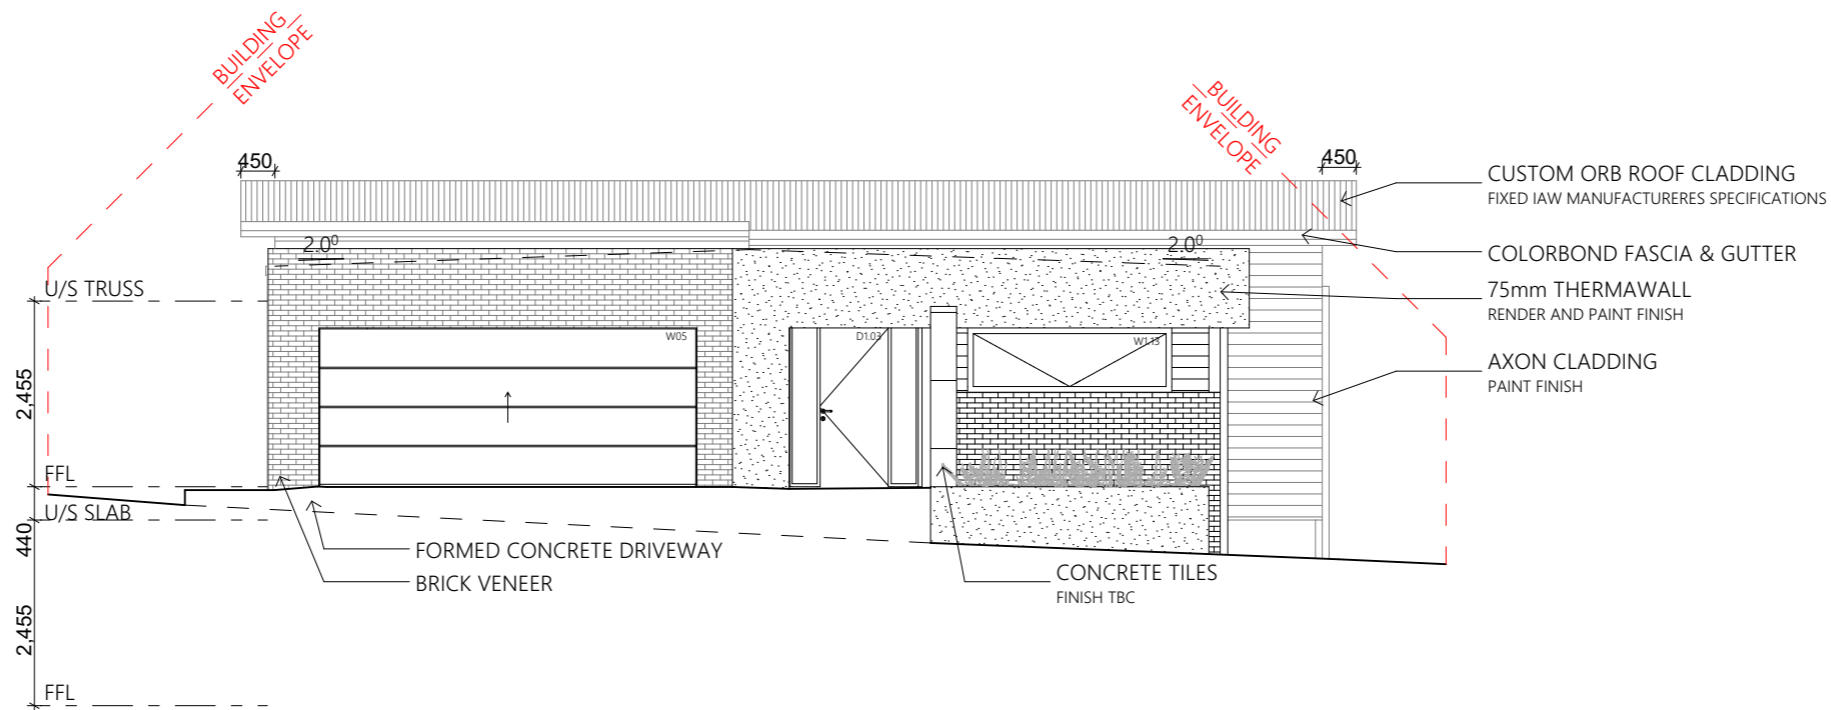 BUILDING
ENVELOPE
BUILDING
ENVELOPE
450
450
CUSTOM ORB ROOF CLADDING
FIXED IAW MANUFACTURERES SPECIFICATIONS
2.0⁰
2.0⁰
COLORBOND FASCIA & GUTTER
U/S TRUSS
75mm THERMAWALL
RENDER AND PAINT FINISH
W05
D1.03
W1.13
AXON CLADDING
PAINT FINISH
2,455
FFL
U/S SLAB
440
FORMED CONCRETE DRIVEWAY
BRICK VENEER
CONCRETE TILES
FINISH TBC
2,455
FFL